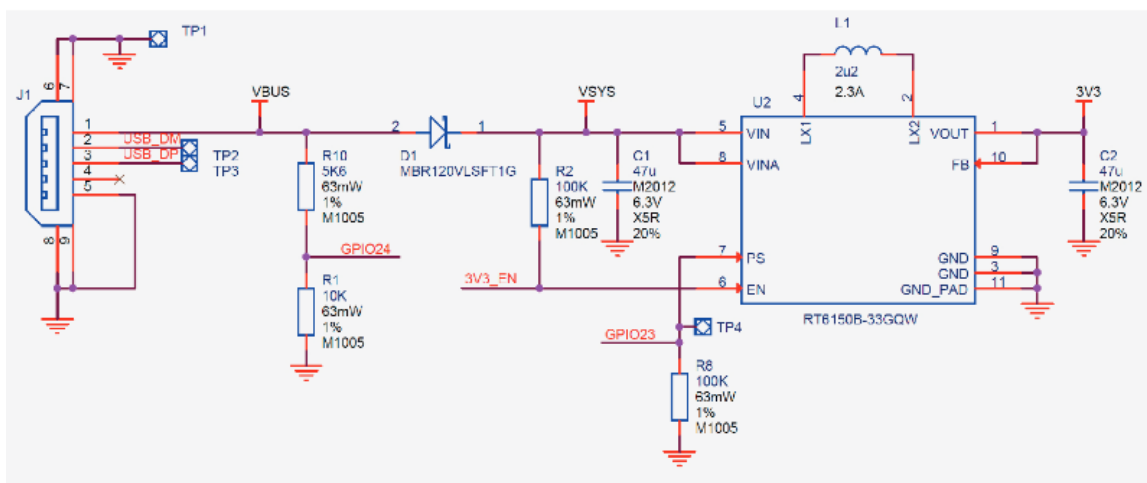 TP1
J1
6
7
1
2
3
4
5
8
9
USB_DM
USB_DP
TP2
TP3
VBUS
R10
5K6
63mW
1%
M1005
GPIO24
R1
10K
63mW
1%
M1005
2
1
D1
MBR120VLSFT1G
VSYS
R2
100K
63mW
1%
M1005
C1
47u
M2012
6.3V
X5R
20%
3V3_EN
GPIO23
TP4
R8
100K
63mW
1%
M1005
L1
2u2
2.3A
U2
4
LX1
2
LX2
5
VIN
8
VINA
7
PS
6
EN
VOUT
1
FB
10
GND
9
GND
3
GND_PAD
11
RT6150B-33GQW
3V3
C2
47u
M2012
6.3V
X5R
20%